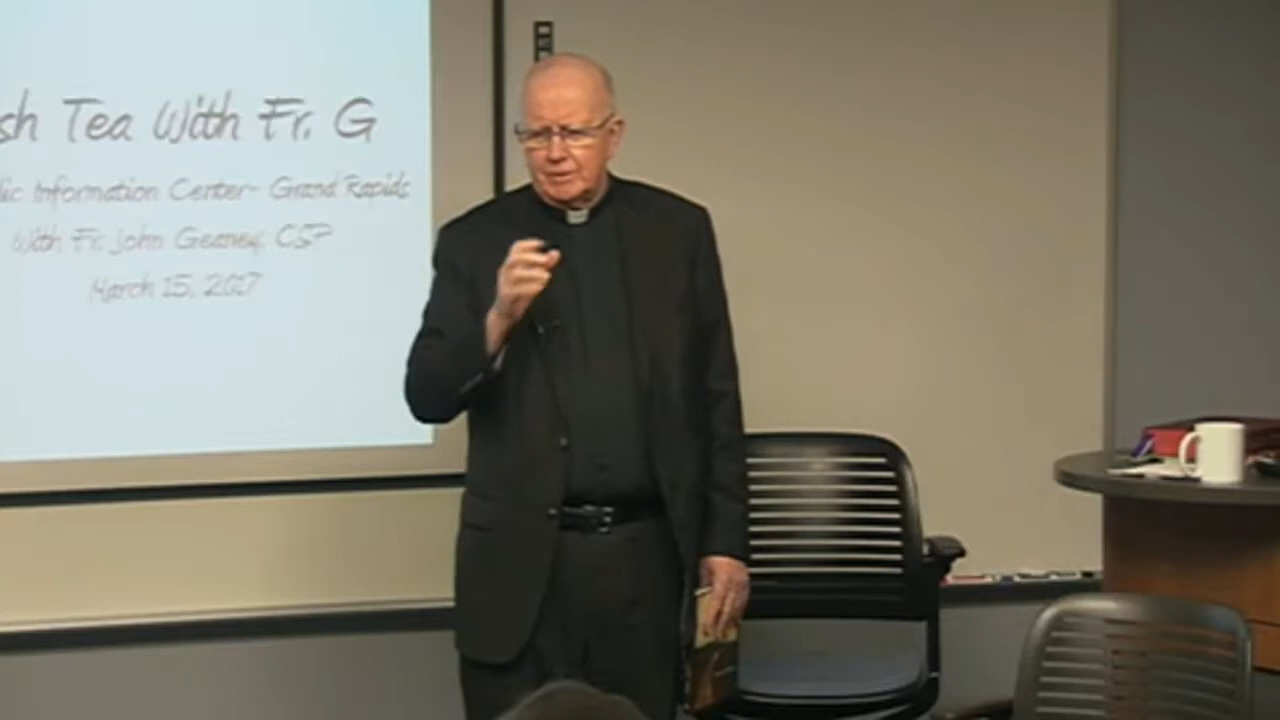 sh Tea With Fr. G
lic Information Center- Grand Rapids
With Fr. John Geaney, CSP
March 15, 2017